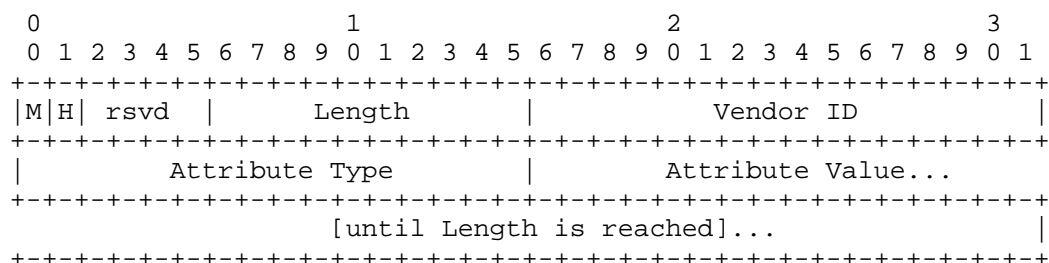 0                   1                   2                   3
 0 1 2 3 4 5 6 7 8 9 0 1 2 3 4 5 6 7 8 9 0 1 2 3 4 5 6 7 8 9 0 1
+-+-+-+-+-+-+-+-+-+-+-+-+-+-+-+-+-+-+-+-+-+-+-+-+-+-+-+-+-+-+-+-+
|M|H| rsvd  |      Length       |           Vendor ID           |
+-+-+-+-+-+-+-+-+-+-+-+-+-+-+-+-+-+-+-+-+-+-+-+-+-+-+-+-+-+-+-+-+
|         Attribute Type        |        Attribute Value...
+-+-+-+-+-+-+-+-+-+-+-+-+-+-+-+-+-+-+-+-+-+-+-+-+-+-+-+-+-+-+-+-+
                    [until Length is reached]...                |
+-+-+-+-+-+-+-+-+-+-+-+-+-+-+-+-+-+-+-+-+-+-+-+-+-+-+-+-+-+-+-+-+